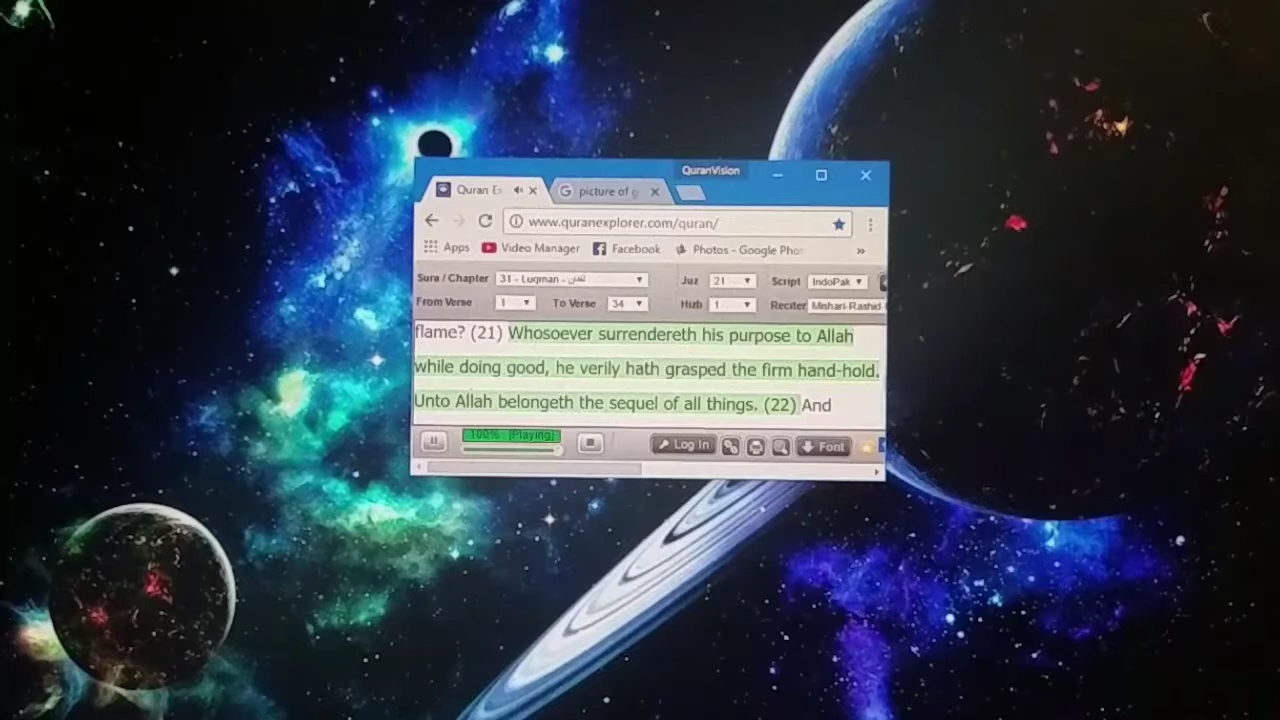 QuranVision
Quran Ex
picture of g
www.quranexplorer.com/quran/
Apps Video Manager Facebook Photos - Google Phot »
Sura / Chapter 31 - Luqman - لقمان Juz 21 Script IndoPak
From Verse 1 To Verse 34 Hizb 1 Reciter Mishari-Rashid
flame? (21) Whosoever surrendereth his purpose to Allah
while doing good, he verily hath grasped the firm hand-hold.
Unto Allah belongeth the sequel of all things. (22) And
100% [Playing]
Log In Font